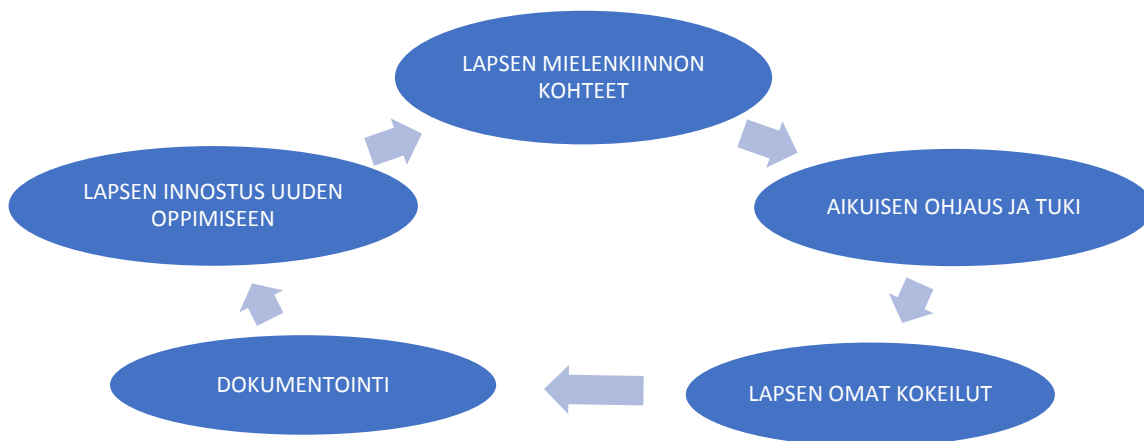 LAPSEN MIELENKIINNON
KOHTEET
AIKUISEN OHJAUS JA TUKI
LAPSEN OMAT KOKEILUT
DOKUMENTOINTI
LAPSEN INNOSTUS UUDEN
OPPIMISEEN